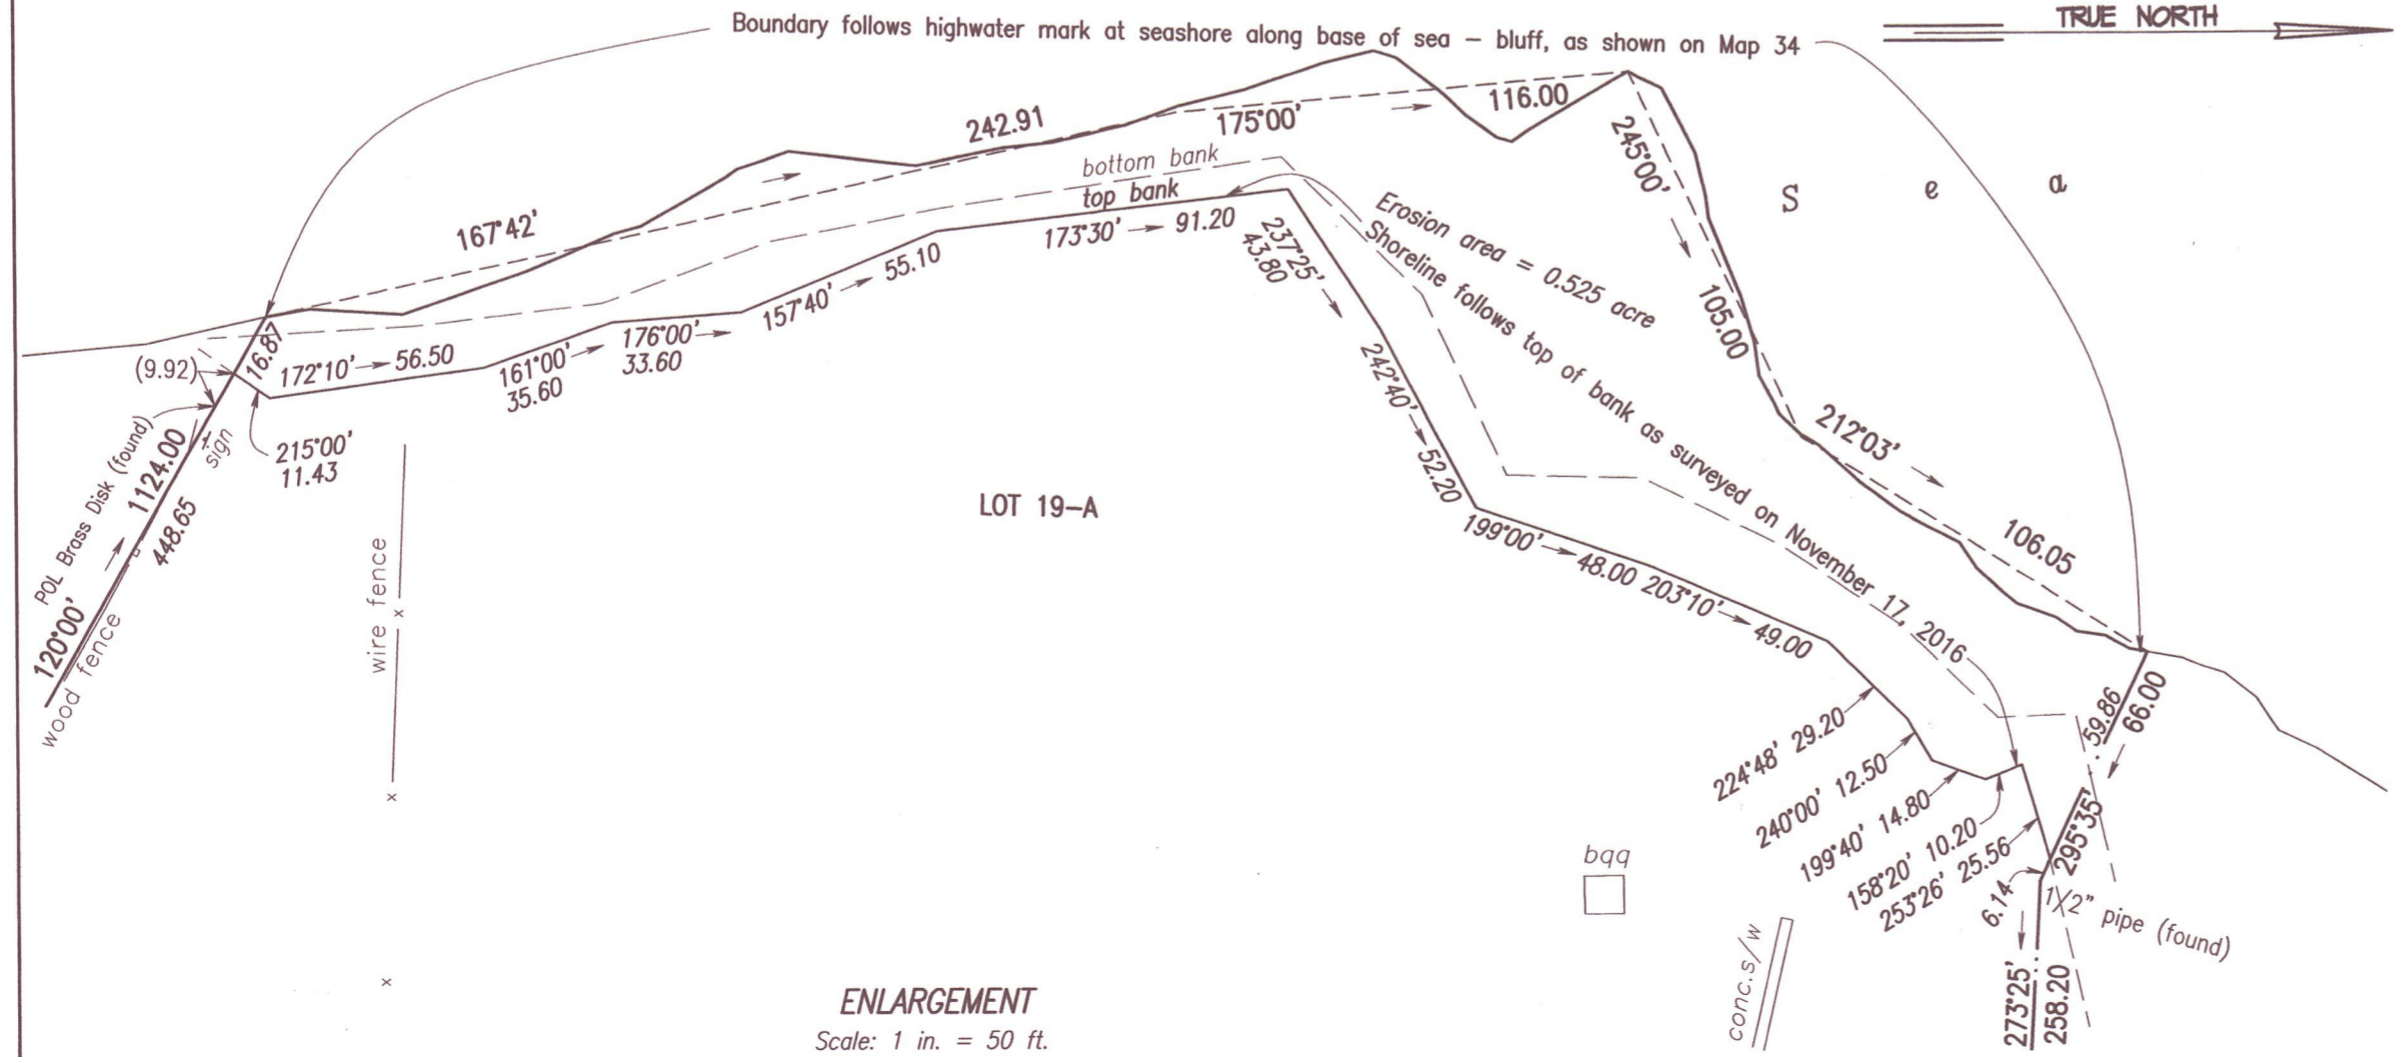 Boundary follows highwater mark at seashore along base of sea – bluff, as shown on Map 34
TRUE NORTH
242.91
175°00'
116.00
167°42'
bottom bank
top bank
173°30' 91.20
245°00'
105.00
S e a
Erosion area = 0.525 acre
Shoreline follows top of bank as surveyed on November 17, 2016
237°25'
43.80
157°40' 55.10
176°00'
33.60
161°00'
35.60
172°10' 56.50
16.87
(9.92)
215°00'
11.43
sign
POL Brass Disk (found)
120°00' 1124.00
448.65
wood fence
wire fence
x
x
x
LOT 19–A
242°40' 52.20
199°00' 48.00
203°10' 49.00
212°03'
106.05
224°48' 29.20
240°00' 12.50
199°40' 14.80
158°20' 10.20
253°26' 25.56
59.86
66.00
295°35'
6.14
1/2" pipe (found)
273°25'
258.20
bqq
conc.s/w
ENLARGEMENT
Scale: 1 in. = 50 ft.